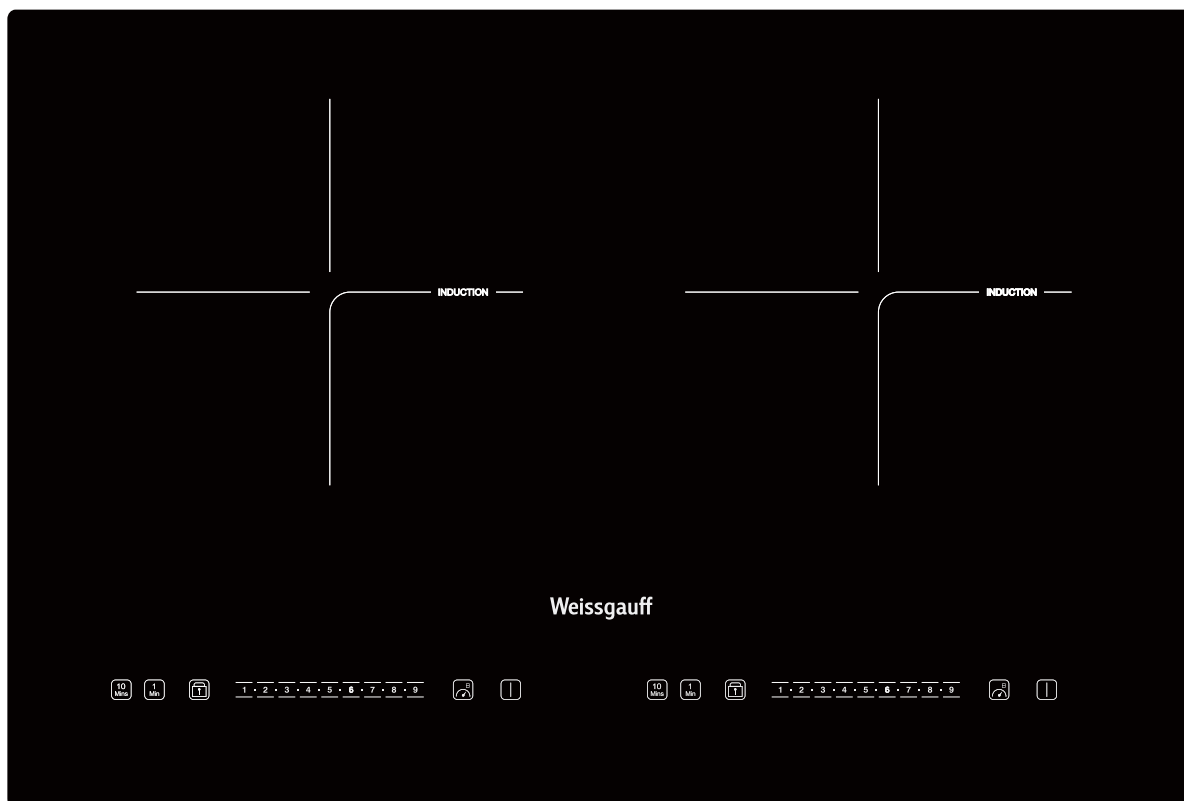 INDUCTION INDUCTION
Weissgauff
10 Mins 1 Min 1 · 2 · 3 · 4 · 5 · 6 · 7 · 8 · 9 B 10 Mins 1 Min 1 · 2 · 3 · 4 · 5 · 6 · 7 · 8 · 9 B